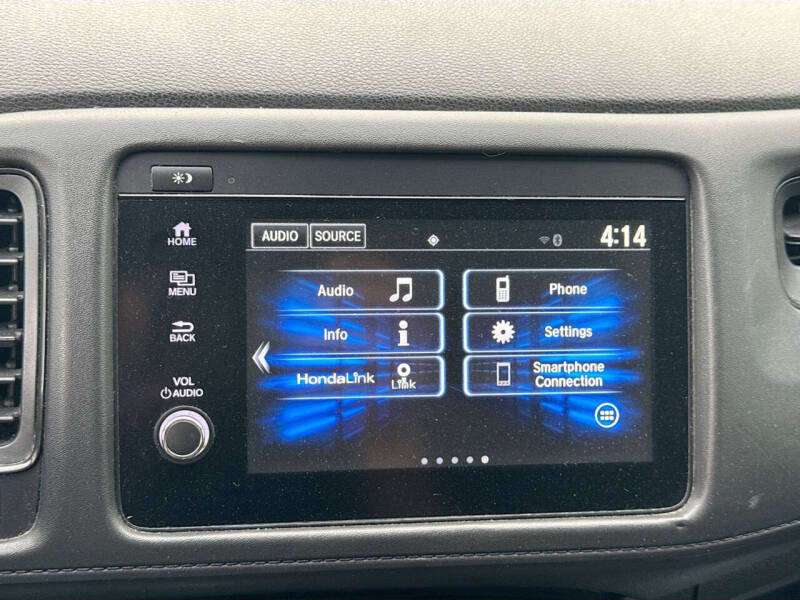 HOME
MENU
BACK
VOL
AUDIO
AUDIO SOURCE 4:14
Audio
Phone
Info
Settings
HondaLink Link
Smartphone
Connection